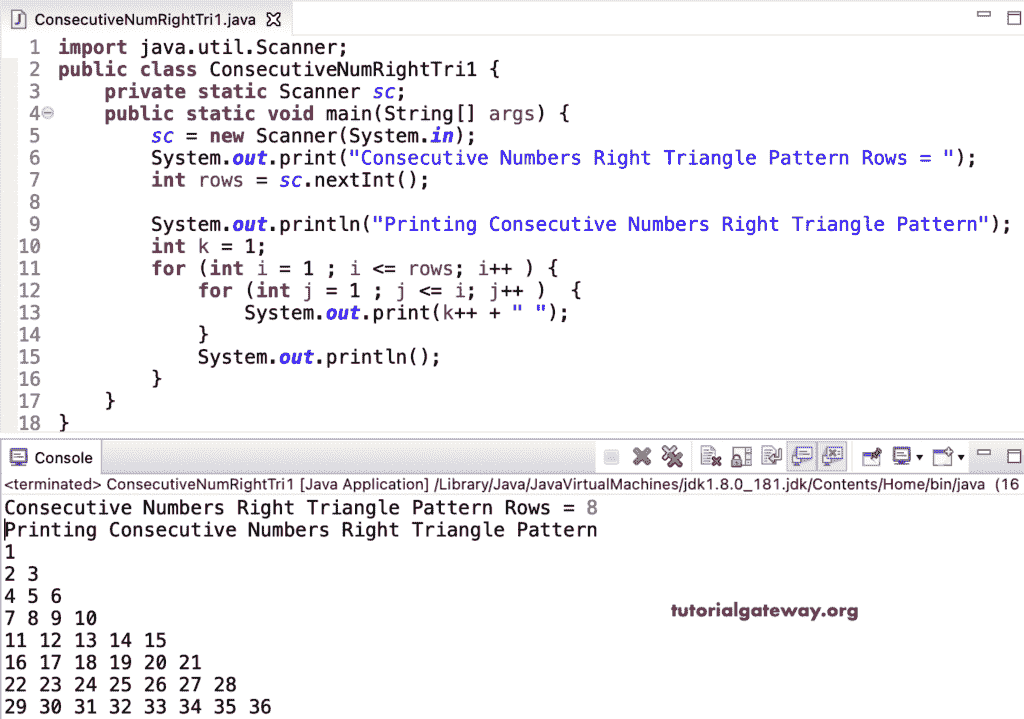 ConsecutiveNumRightTri1.java
1 import java.util.Scanner;
2 public class ConsecutiveNumRightTri1 {
3     private static Scanner sc;
4     public static void main(String[] args) {
5         sc = new Scanner(System.in);
6         System.out.print("Consecutive Numbers Right Triangle Pattern Rows = ");
7         int rows = sc.nextInt();
8
9         System.out.println("Printing Consecutive Numbers Right Triangle Pattern");
10         int k = 1;
11         for (int i = 1 ; i <= rows; i++ ) {
12             for (int j = 1 ; j <= i; j++ )  {
13                 System.out.print(k++ + " ");
14             }
15             System.out.println();
16         }
17     }
18 }
Console
<terminated> ConsecutiveNumRightTri1 [Java Application] /Library/Java/JavaVirtualMachines/jdk1.8.0_181.jdk/Contents/Home/bin/java (16
Consecutive Numbers Right Triangle Pattern Rows = 8
Printing Consecutive Numbers Right Triangle Pattern
1
2 3
4 5 6
7 8 9 10
tutorialgateway.org
11 12 13 14 15
16 17 18 19 20 21
22 23 24 25 26 27 28
29 30 31 32 33 34 35 36